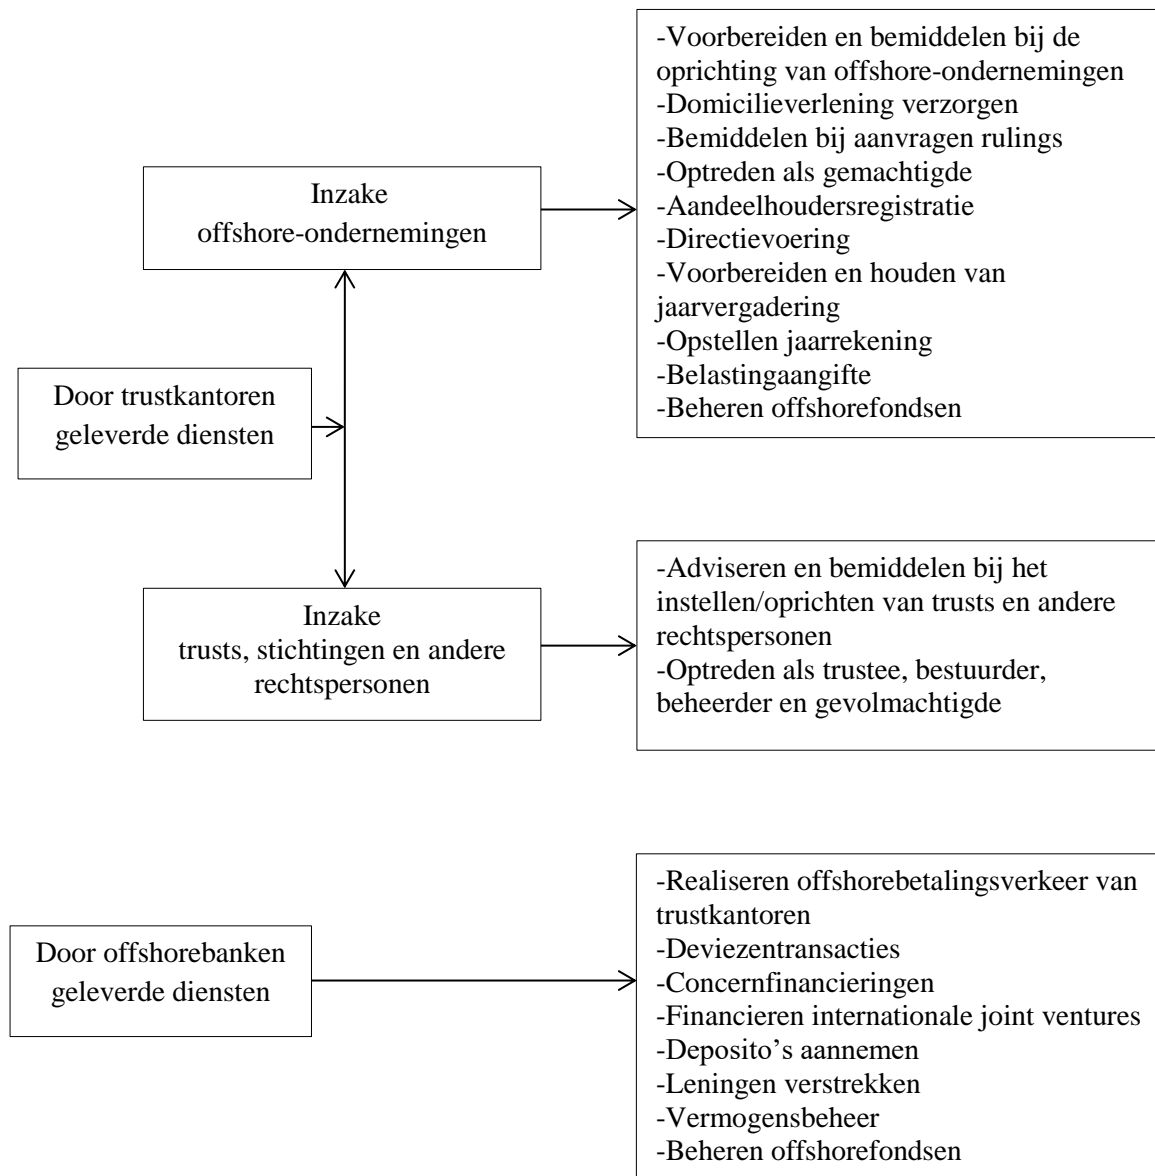 -Voorbereiden en bemiddelen bij de
oprichting van offshore-ondernemingen
-Domicilieverlening verzorgen
-Bemiddelen bij aanvragen rulings
-Optreden als gemachtigde
-Aandeelhoudersregistratie
-Directievoering
-Voorbereiden en houden van
jaarvergadering
-Opstellen jaarrekening
-Belastingaangifte
-Beheren offshorefondsen
Inzake
offshore-ondernemingen
Door trustkantoren
geleverde diensten
Inzake
trusts, stichtingen en andere
rechtspersonen
-Adviseren en bemiddelen bij het
instellen/oprichten van trusts en andere
rechtspersonen
-Optreden als trustee, bestuurder,
beheerder en gevolmachtigde
Door offshorebanken
geleverde diensten
-Realiseren offshorebetalingsverkeer van
trustkantoren
-Deviezentransacties
-Concernfinancieringen
-Financieren internationale joint ventures
-Deposito’s aannemen
-Leningen verstrekken
-Vermogensbeheer
-Beheren offshorefondsen